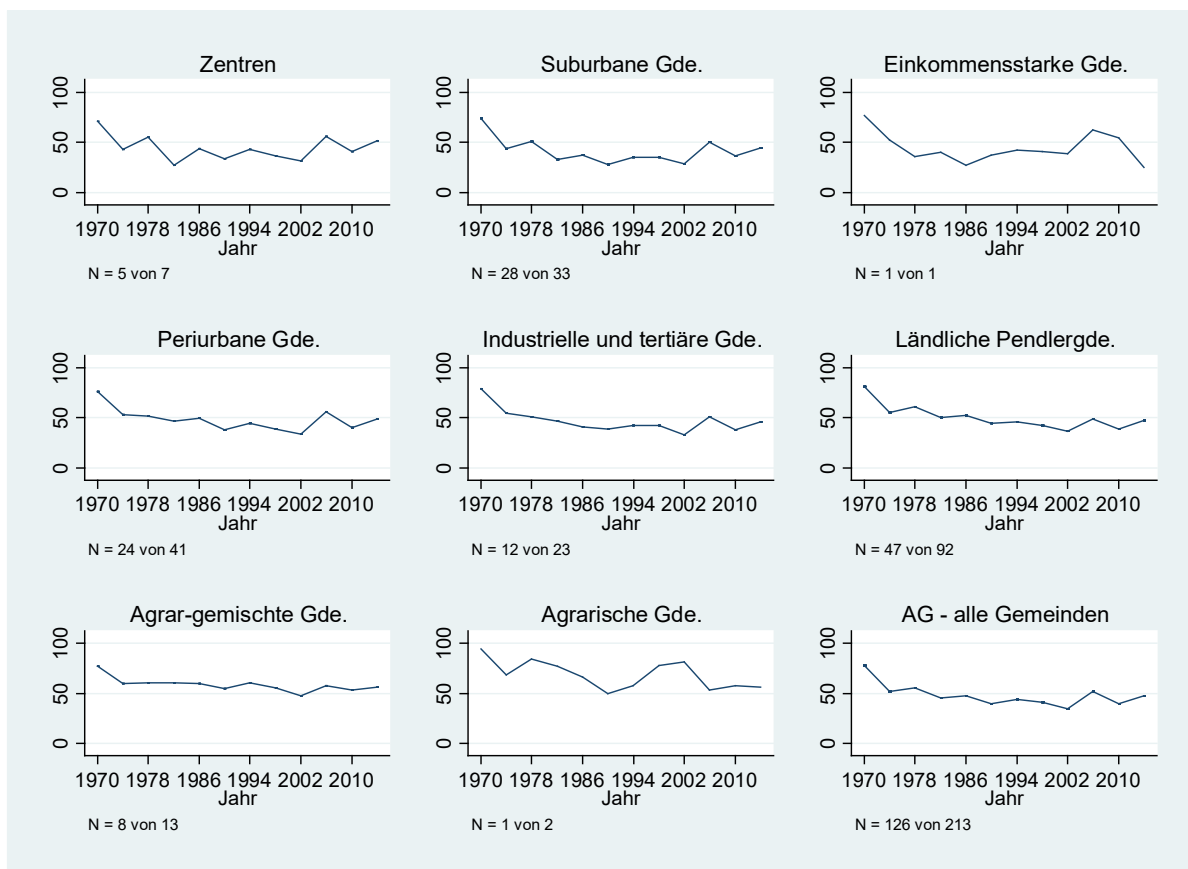 Zentren
100
50
0
1970 1978 1986 1994 2002 2010
Jahr
N = 5 von 7
Suburbane Gde.
100
50
0
1970 1978 1986 1994 2002 2010
Jahr
N = 28 von 33
Einkommensstarke Gde.
100
50
0
1970 1978 1986 1994 2002 2010
Jahr
N = 1 von 1
Periurbane Gde.
100
50
0
1970 1978 1986 1994 2002 2010
Jahr
N = 24 von 41
Industrielle und tertiäre Gde.
100
50
0
1970 1978 1986 1994 2002 2010
Jahr
N = 12 von 23
Ländliche Pendlergde.
100
50
0
1970 1978 1986 1994 2002 2010
Jahr
N = 47 von 92
Agrar-gemischte Gde.
100
50
0
1970 1978 1986 1994 2002 2010
Jahr
N = 8 von 13
Agrarische Gde.
100
50
0
1970 1978 1986 1994 2002 2010
Jahr
N = 1 von 2
AG - alle Gemeinden
100
50
0
1970 1978 1986 1994 2002 2010
Jahr
N = 126 von 213